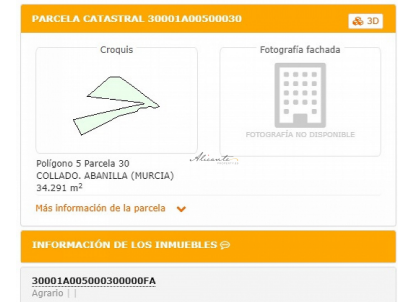 PARCELA CATASTRAL 30001A00500030
3D
Croquis
Fotografía fachada
FOTOGRAFÍA NO DISPONIBLE
Alicante
Polígono 5 Parcela 30
COLLADO. ABANILLA (MURCIA)
34.291 m²
Más información de la parcela
INFORMACIÓN DE LOS INMUEBLES
30001A005000300000FA
Agrario | |